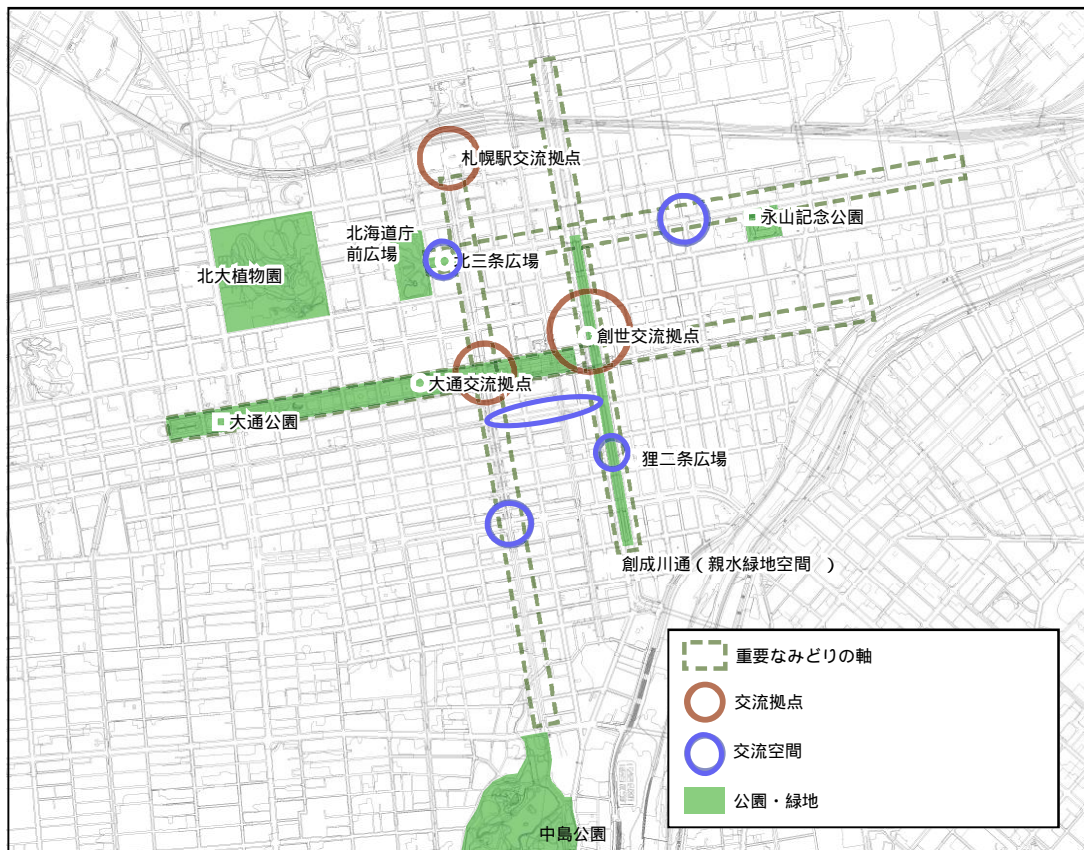 札幌駅交流拠点
永山記念公園
北海道庁
前広場
北三条広場
北大植物園
創世交流拠点
大通交流拠点
大通公園
狸二条広場
創成川通(親水緑地空間 )
重要なみどりの軸
交流拠点
交流空間
公園・緑地
中島公園